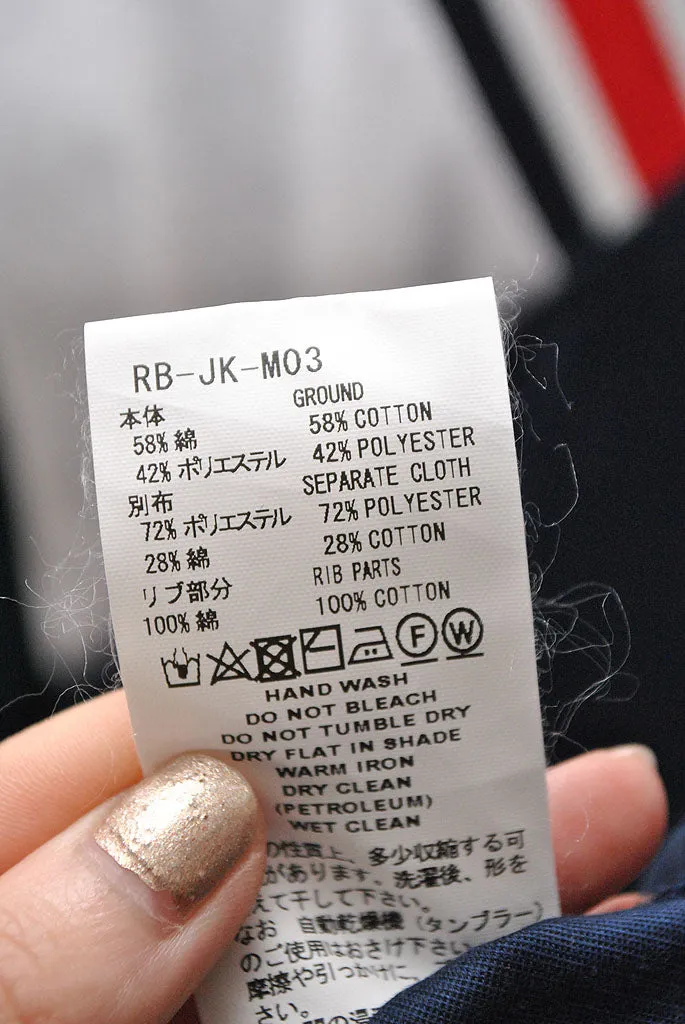 RB-JK-M03
本体
58% 綿
42% ポリエステル
別布
72% ポリエステル
28% 綿
リブ部分
100% 綿
GROUND
58% COTTON
42% POLYESTER
SEPARATE CLOTH
72% POLYESTER
28% COTTON
RIB PARTS
100% COTTON
F W
HAND WASH
DO NOT BLEACH
DO NOT TUMBLE DRY
DRY FLAT IN SHADE
WARM IRON
DRY CLEAN
(PETROLEUM)
WET CLEAN
の性質上、多少収縮する可
があります。洗濯後、形を
えて干して下さい。
なお 自動乾燥機 (タンブラー)
のご使用はおさけ下さい
摩擦や引つかけに、
さい。